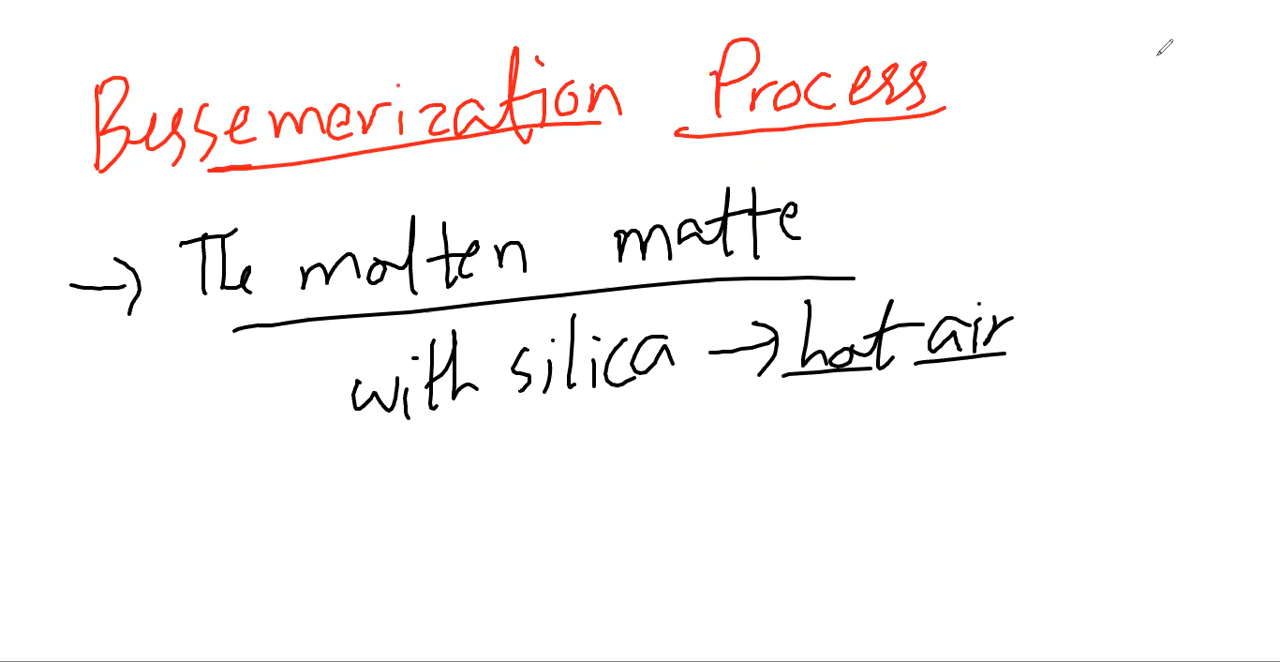 Bessemerization Process
→ The molten matte
with silica → hot air